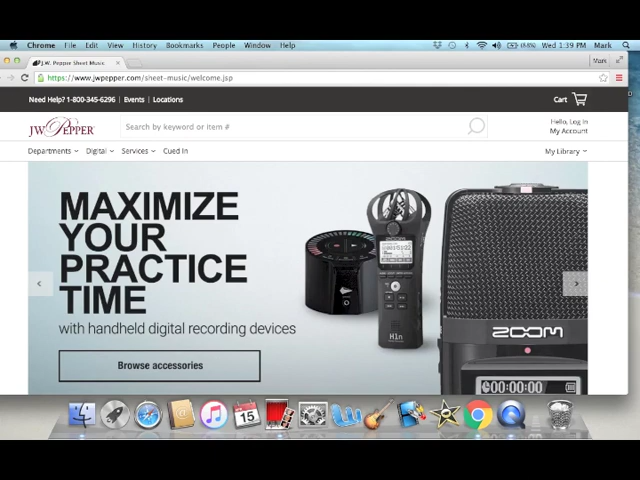 Chrome File Edit View History Bookmarks People Window Help Wed 1:39 PM Mark
J.W. Pepper Sheet Music Mark
https://www.jwpepper.com/sheet-music/welcome.jsp
Need Help? 1-800-345-6296 | Events | Locations Cart
JW PEPPER Search by keyword or item # Hello, Log In
My Account
Departments Digital Services Cued In My Library
MAXIMIZE
YOUR
PRACTICE
TIME
with handheld digital recording devices
Browse accessories
H1n
zoom
00:00:00
15